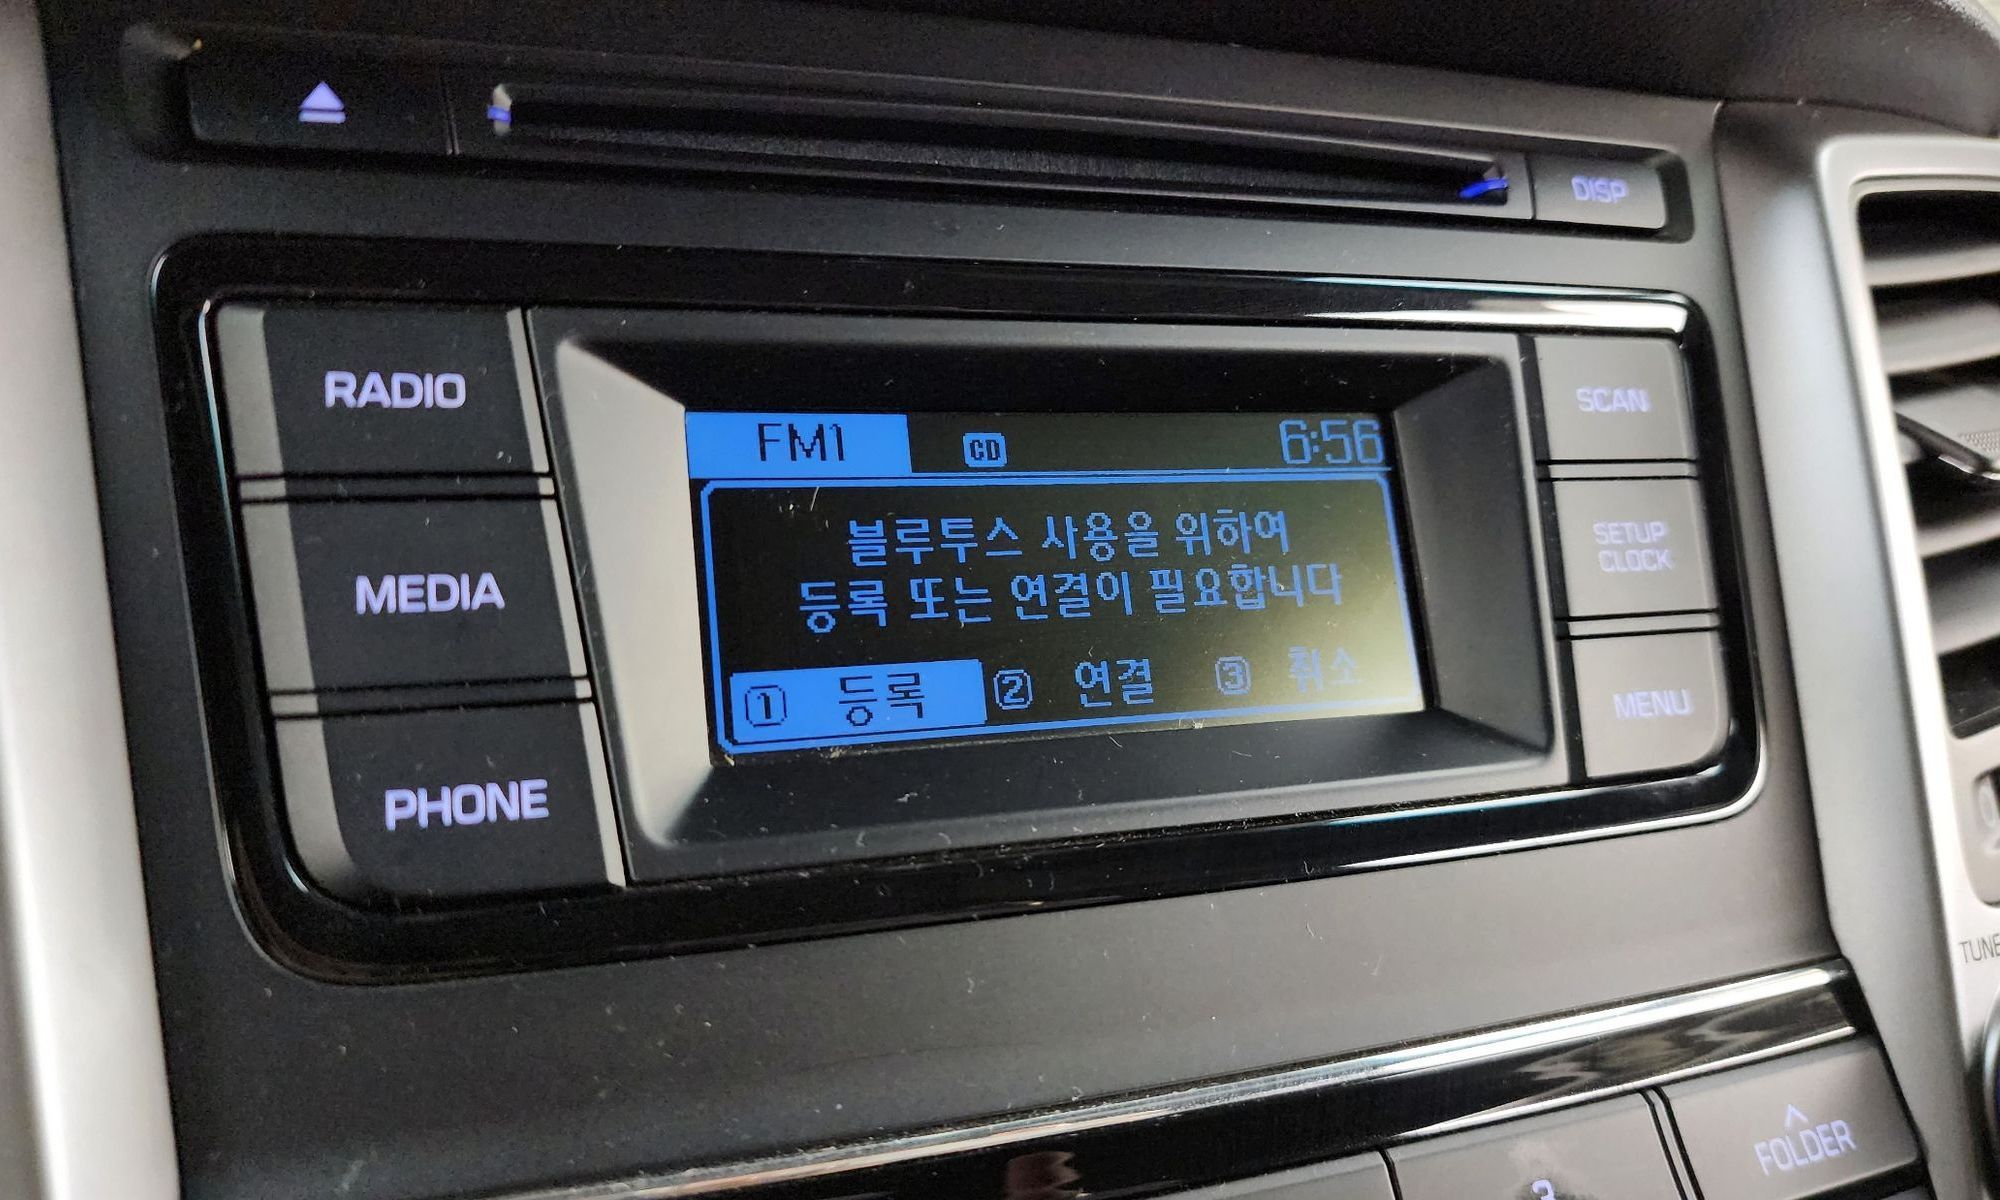 DISP
RADIO
MEDIA
PHONE
FM1 CD 6:56
블루투스 사용을 위하여
등록 또는 연결이 필요합니다
1 등록 2 연결 3 취소
SCAN
SETUP
CLOCK
MENU
TUNE
3
FOLDER